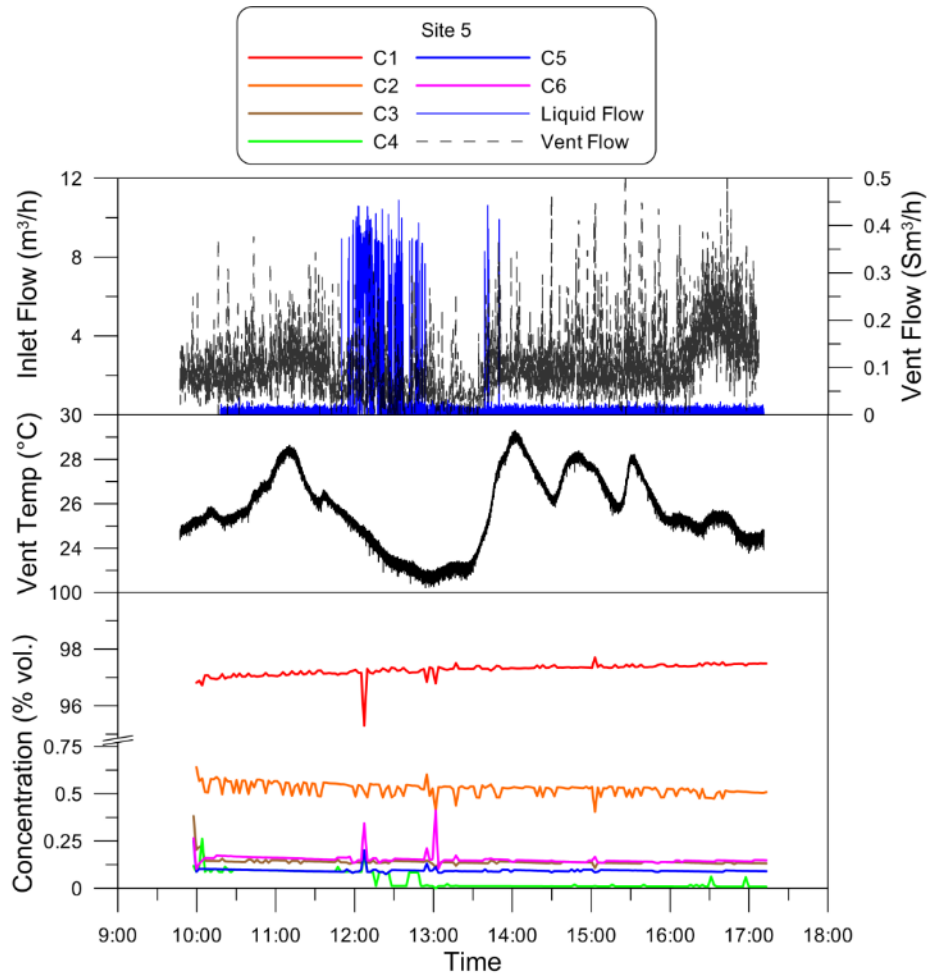 Site 5
C1 C5
C2 C6
C3 Liquid Flow
C4 Vent Flow
Inlet Flow (m³/h)
12
8
4
30
Vent Flow (Sm³/h)
0.5
0.4
0.3
0.2
0.1
0
Vent Temp (°C)
28
26
24
100
Concentration (% vol.)
98
96
0.75
0.5
0.25
0
9:00 10:00 11:00 12:00 13:00 14:00 15:00 16:00 17:00 18:00
Time